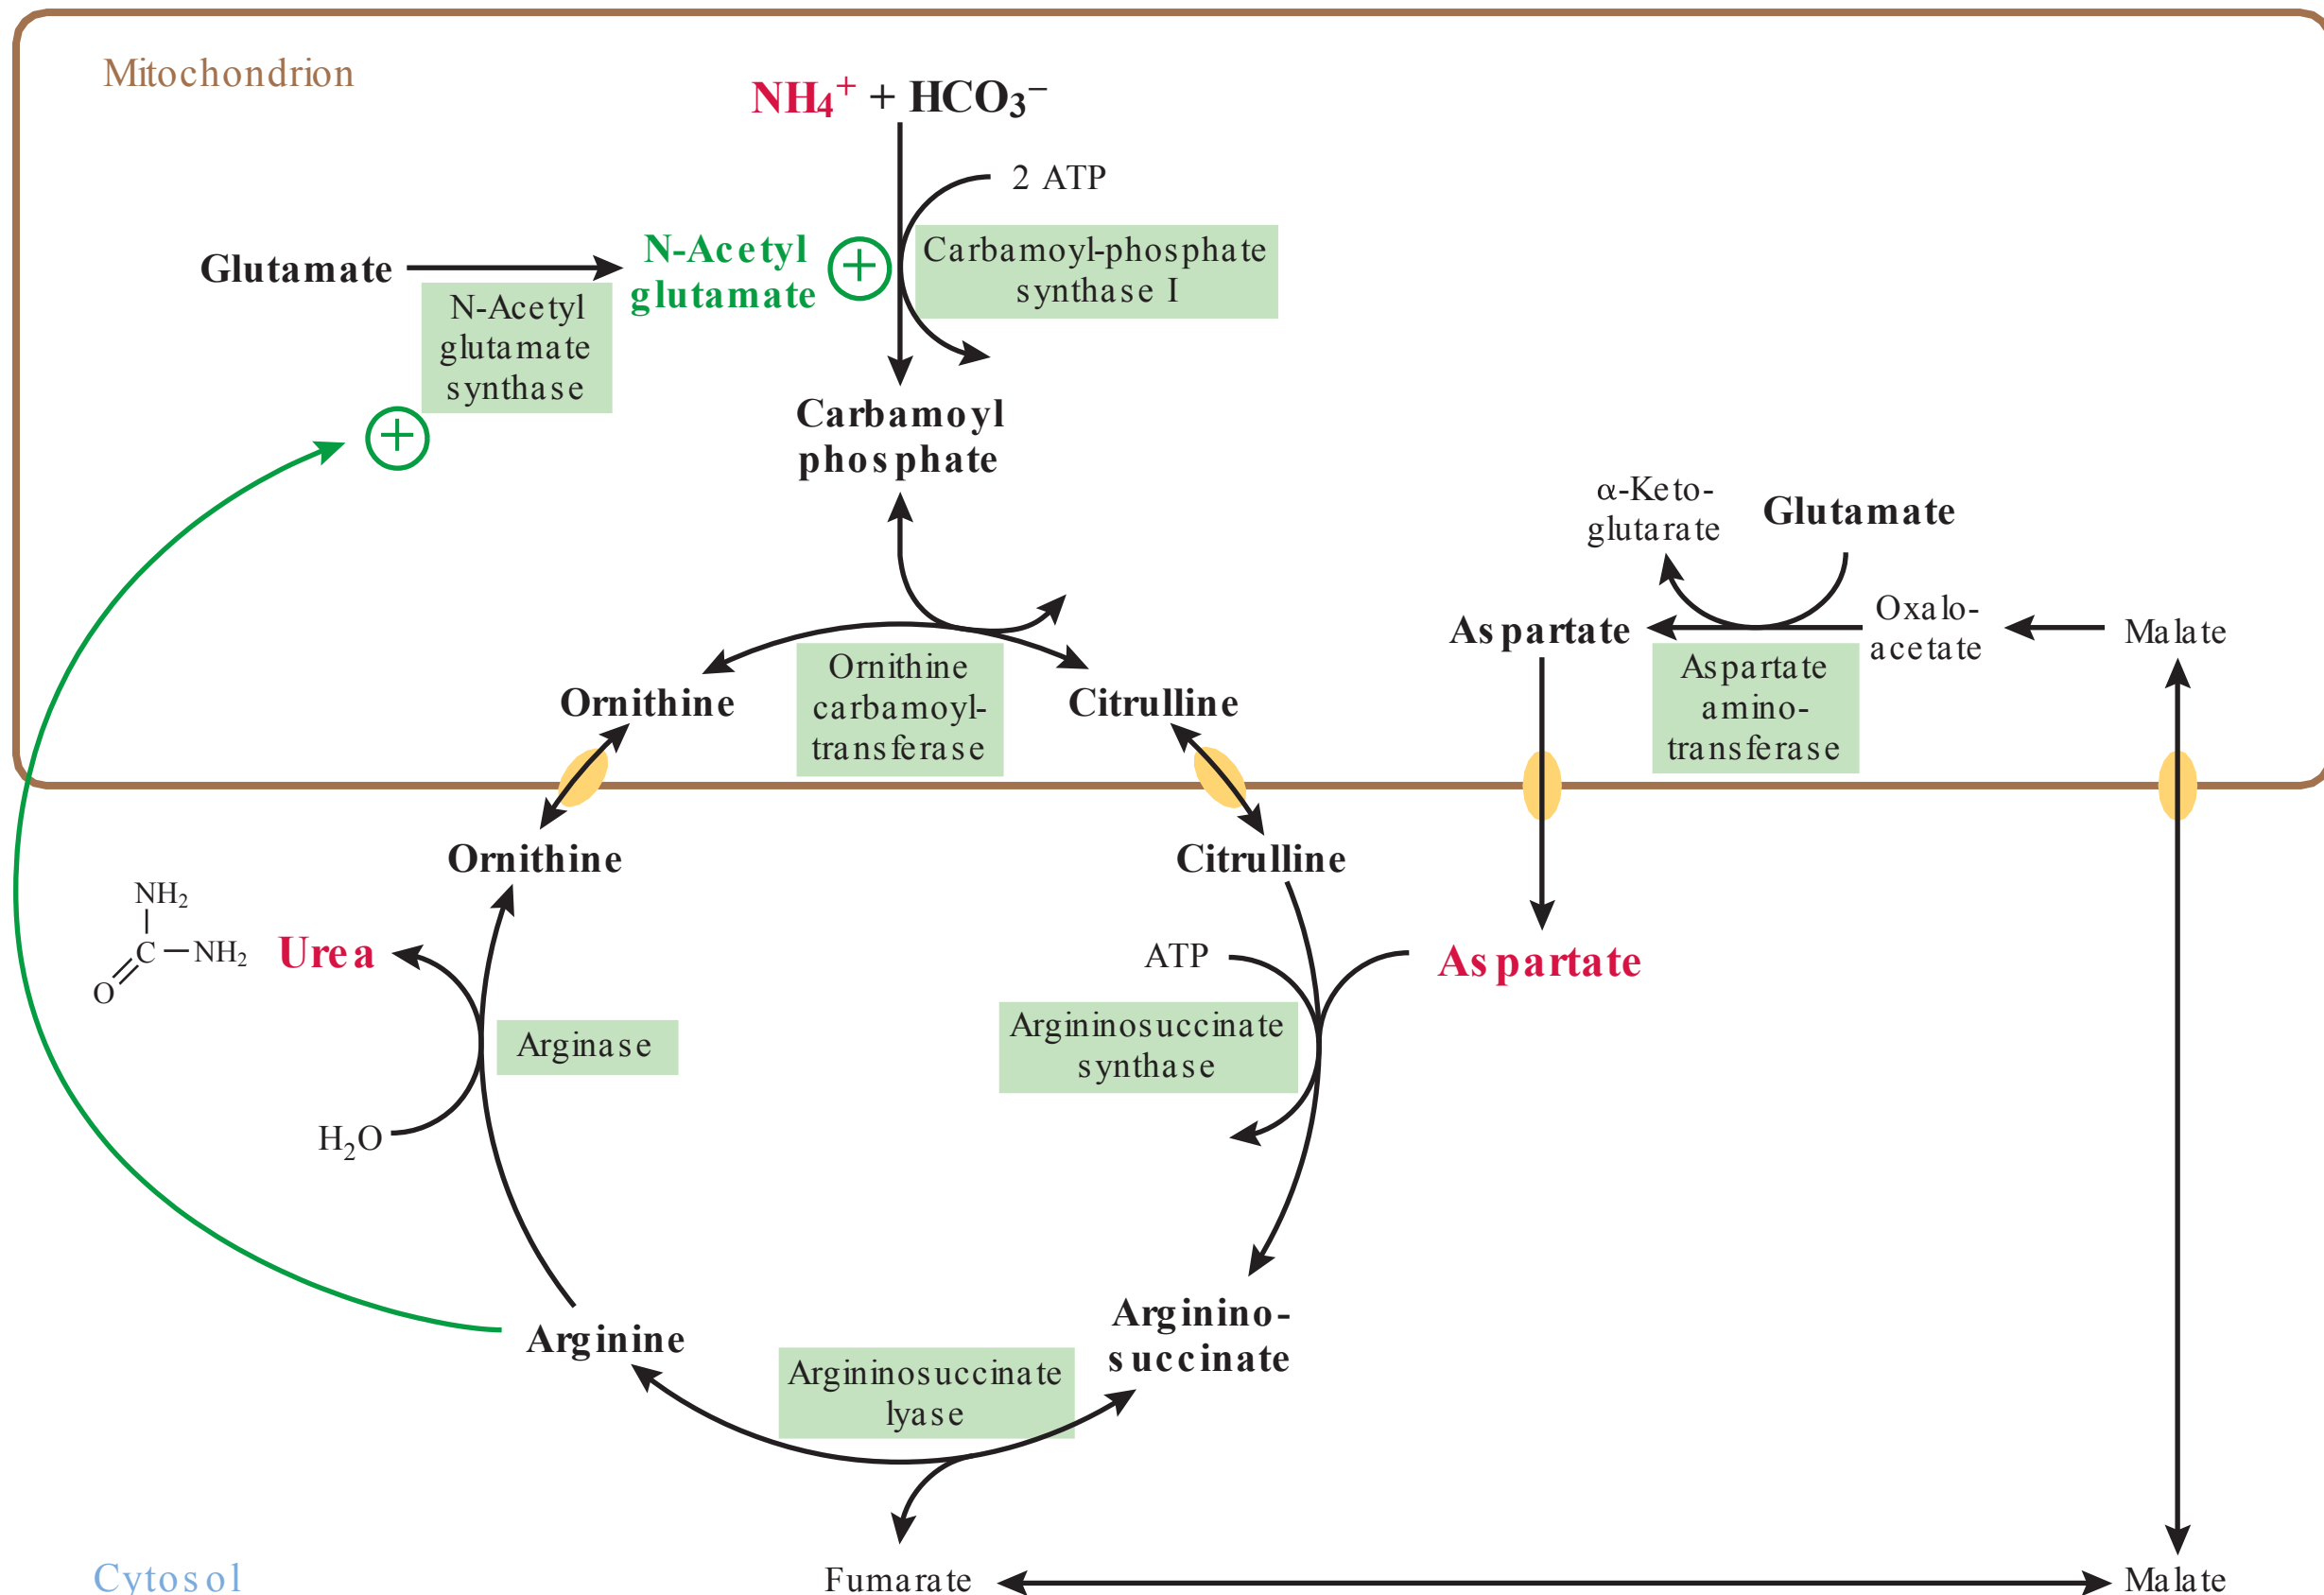 Mitochondrion
NH4⁺ + HCO₃⁻
2 ATP
Carbamoyl-phosphate
synthase I
Glutamate
N-Acetyl
glutamate
+
N-Acetyl
glutamate
synthase
+
Carbamoyl
phosphate
α-Keto-
glutarate
Glutamate
Aspartate
Oxalo-
acetate
Malate
Aspartate
amino-
transferase
Ornithine
Ornithine
carbamoyl-
transferase
Citrulline
Ornithine
Citrulline
NH₂
C — NH₂
O
Urea
ATP
Aspartate
Arginase
Argininosuccinate
synthase
H₂O
Arginine
Arginino-
succinate
Argininosuccinate
lyase
Cytosol
Fumarate
Malate